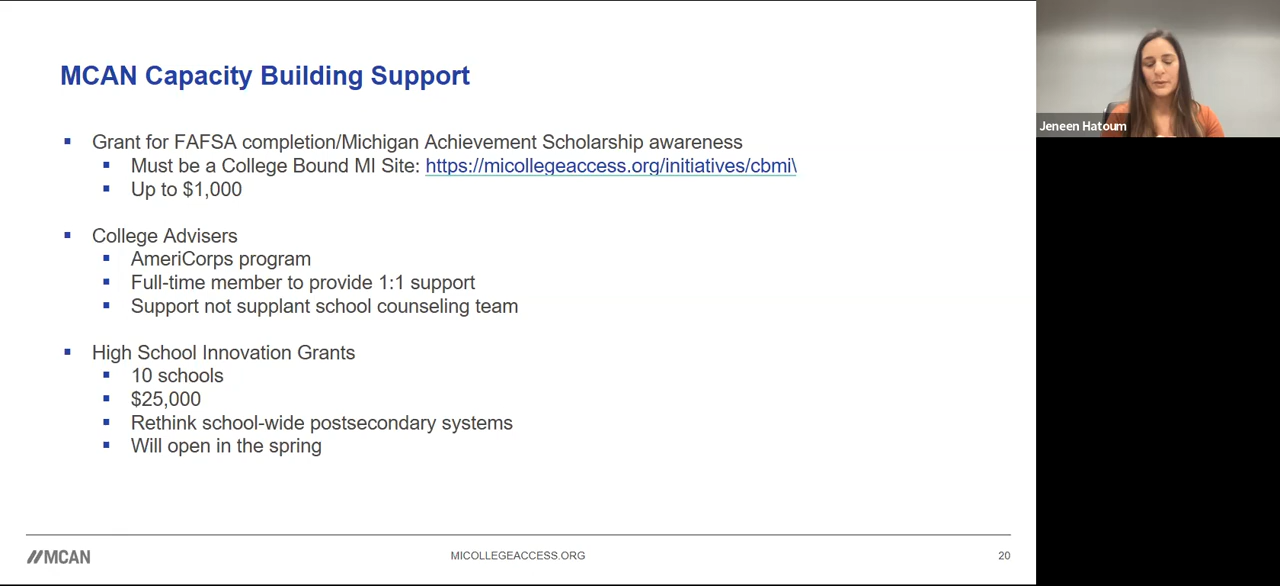 MCAN Capacity Building Support
Grant for FAFSA completion/Michigan Achievement Scholarship awareness
Must be a College Bound MI Site: https://micollegeaccess.org/initiatives/cbmi\
Up to $1,000
College Advisers
AmeriCorps program
Full-time member to provide 1:1 support
Support not supplant school counseling team
High School Innovation Grants
10 schools
$25,000
Rethink school-wide postsecondary systems
Will open in the spring
MCAN
MICOLLEGEACCESS.ORG
20
Jeneen Hatoum